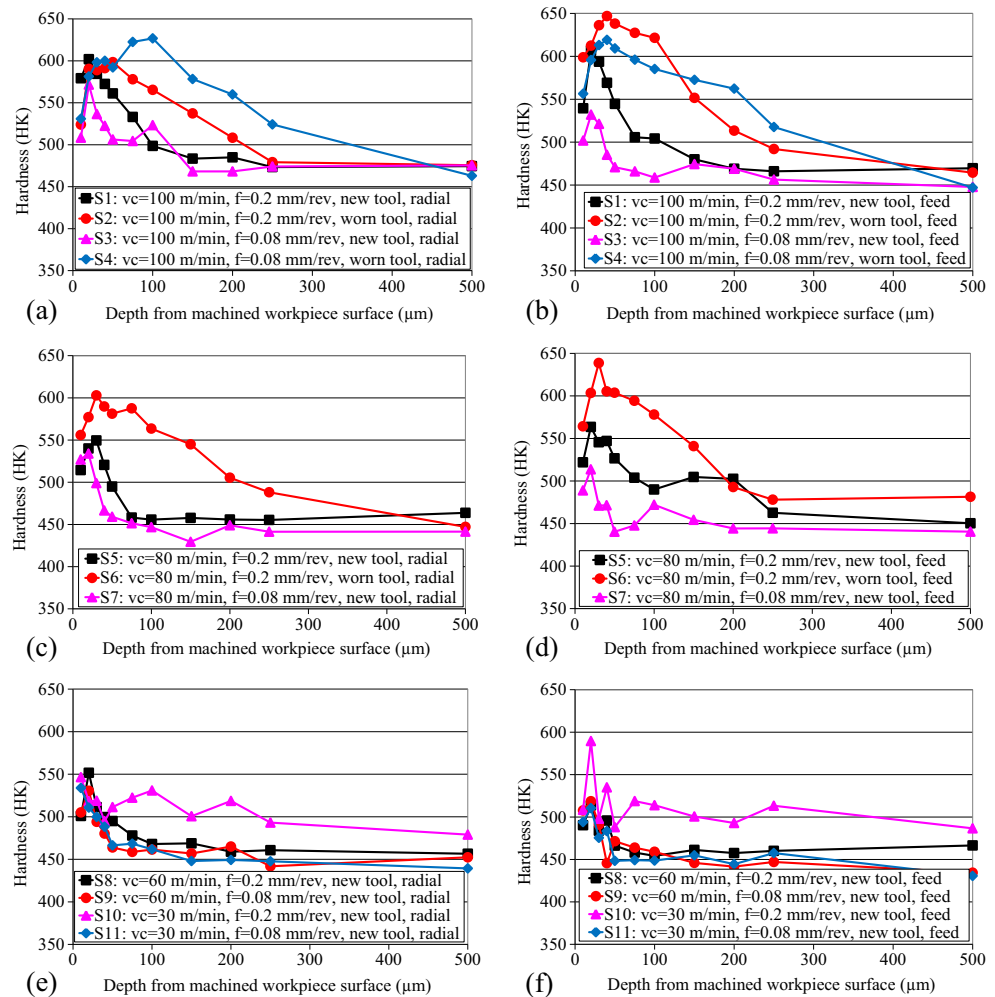 Hardness (HK)
650
600
550
500
450
400
350
S1: vc=100 m/min, f=0.2 mm/rev, new tool, radial
S2: vc=100 m/min, f=0.2 mm/rev, worn tool, radial
S3: vc=100 m/min, f=0.08 mm/rev, new tool, radial
S4: vc=100 m/min, f=0.08 mm/rev, worn tool, radial
0 100 200 300 400 500
Depth from machined workpiece surface (µm)
(a)
Hardness (HK)
650
600
550
500
450
400
350
S1: vc=100 m/min, f=0.2 mm/rev, new tool, feed
S2: vc=100 m/min, f=0.2 mm/rev, worn tool, feed
S3: vc=100 m/min, f=0.08 mm/rev, new tool, feed
S4: vc=100 m/min, f=0.08 mm/rev, worn tool, feed
0 100 200 300 400 500
Depth from machined workpiece surface (µm)
(b)
Hardness (HK)
650
600
550
500
450
400
350
S5: vc=80 m/min, f=0.2 mm/rev, new tool, radial
S6: vc=80 m/min, f=0.2 mm/rev, worn tool, radial
S7: vc=80 m/min, f=0.08 mm/rev, new tool, radial
0 100 200 300 400 500
Depth from machined workpiece surface (µm)
(c)
Hardness (HK)
650
600
550
500
450
400
350
S5: vc=80 m/min, f=0.2 mm/rev, new tool, feed
S6: vc=80 m/min, f=0.2 mm/rev, worn tool, feed
S7: vc=80 m/min, f=0.08 mm/rev, new tool, feed
0 100 200 300 400 500
Depth from machined workpiece surface (µm)
(d)
Hardness (HK)
650
600
550
500
450
400
350
S8: vc=60 m/min, f=0.2 mm/rev, new tool, radial
S9: vc=60 m/min, f=0.08 mm/rev, new tool, radial
S10: vc=30 m/min, f=0.2 mm/rev, new tool, radial
S11: vc=30 m/min, f=0.08 mm/rev, new tool, radial
0 100 200 300 400 500
Depth from machined workpiece surface (µm)
(e)
Hardness (HK)
650
600
550
500
450
400
350
S8: vc=60 m/min, f=0.2 mm/rev, new tool, feed
S9: vc=60 m/min, f=0.08 mm/rev, new tool, feed
S10: vc=30 m/min, f=0.2 mm/rev, new tool, feed
S11: vc=30 m/min, f=0.08 mm/rev, new tool, feed
0 100 200 300 400 500
Depth from machined workpiece surface (µm)
(f)